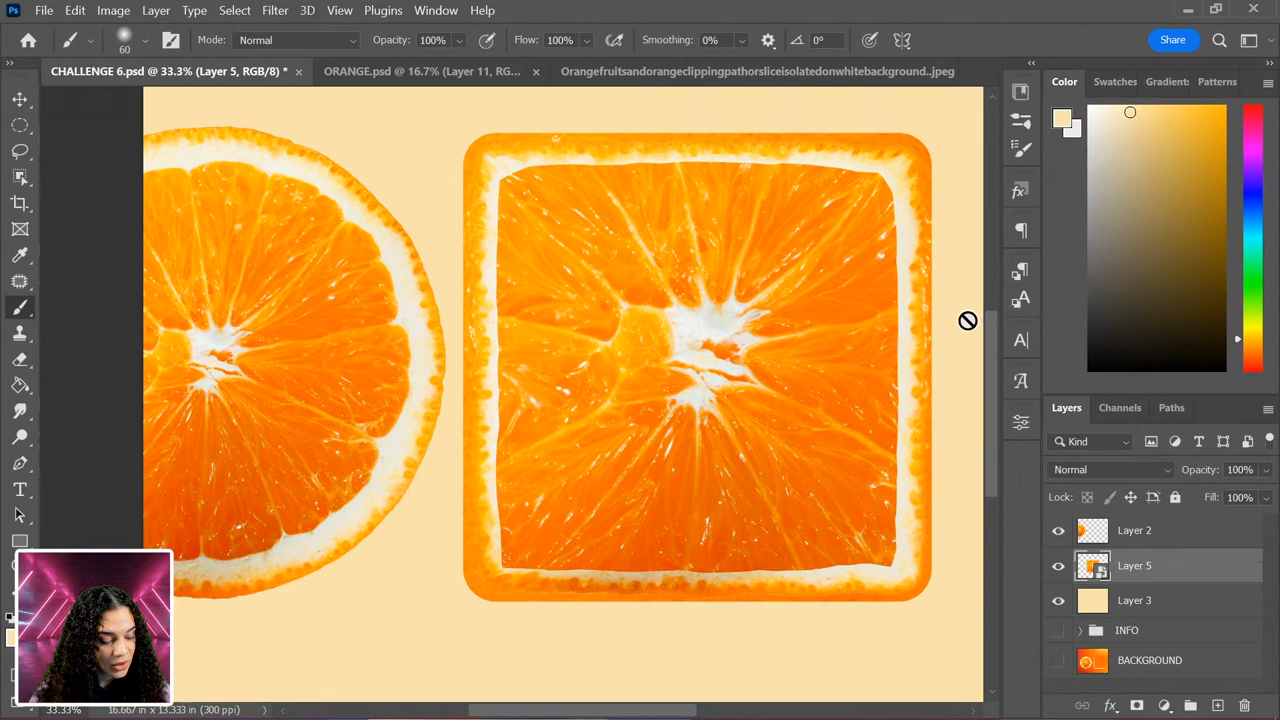 Ps File Edit Image Layer Type Select Filter 3D View Plugins Window Help
60 Mode: Normal Opacity: 100% Flow: 100% Smoothing: 0% 0° Share
CHALLENGE 6.psd @ 33.3% (Layer 5, RGB/8) * × ORANGE.psd @ 16.7% (Layer 11, RG... × Orangefruitsandorangeclippingpathorsliceisolatedonwhitebackground..jpeg
Color Swatches Gradient: Patterns
Layers Channels Paths
Kind
Normal Opacity: 100%
Lock: Fill: 100%
Layer 2
Layer 5
Layer 3
INFO
BACKGROUND
33.33% 16.667 in x 13.333 in (300 ppi)